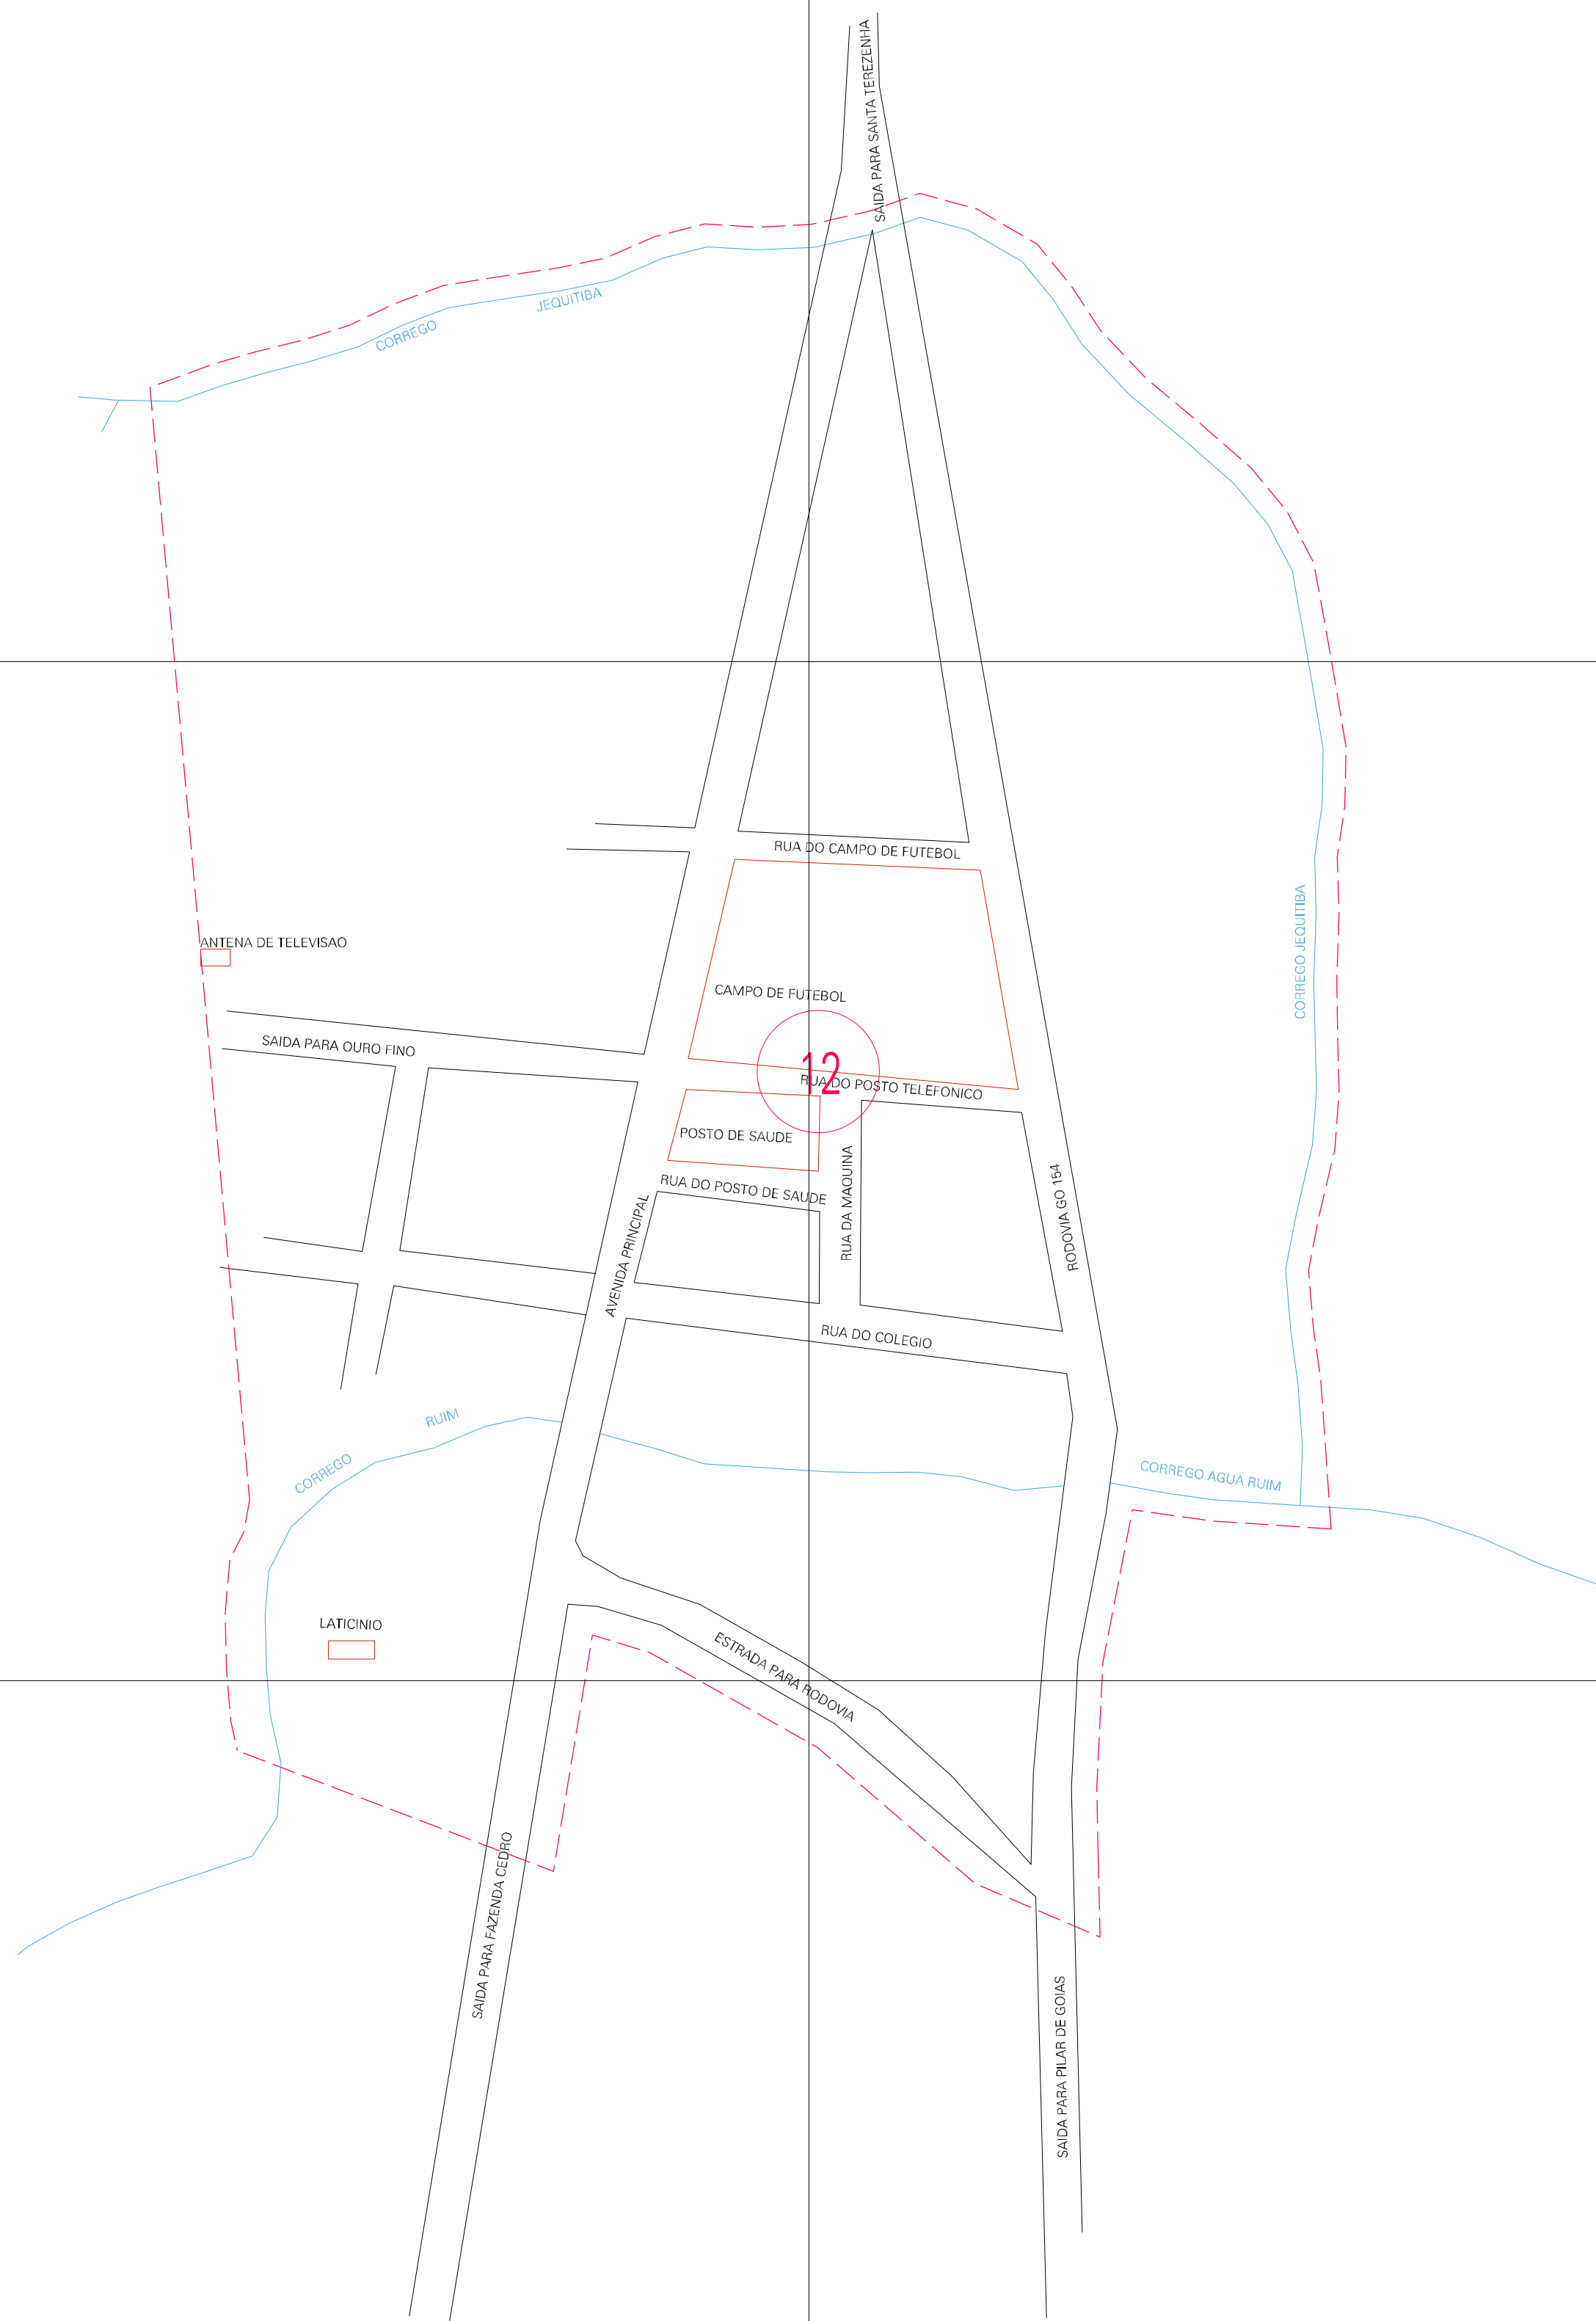 SAIDA PARA SANTA TEREZENHA
CORREGO
JEQUITIBA
RUA DO CAMPO DE FUTEBOL
CORREGO JEQUITIBA
ANTENA DE TELEVISAO
CAMPO DE FUTEBOL
SAIDA PARA OURO FINO
12
RUA DO POSTO TELEFONICO
POSTO DE SAUDE
RUA DO POSTO DE SAUDE
RUA DA MAQUINA
RODOVIA GO 154
AVENIDA PRINCIPAL
RUA DO COLEGIO
RUIM
CORREGO
CORREGO AGUA RUIM
LATICINIO
ESTRADA PARA RODOVIA
SAIDA PARA FAZENDA CEDRO
SAIDA PARA PILAR DE GOIAS